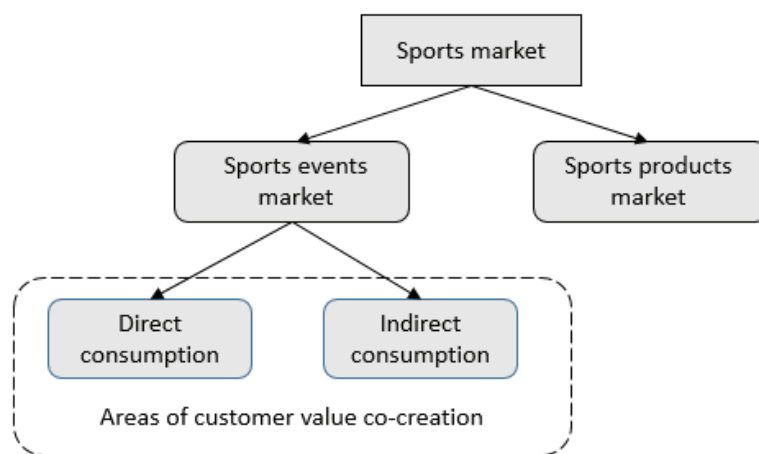 Sports market
Sports events
market
Sports products
market
Direct
consumption
Indirect
consumption
Areas of customer value co-creation